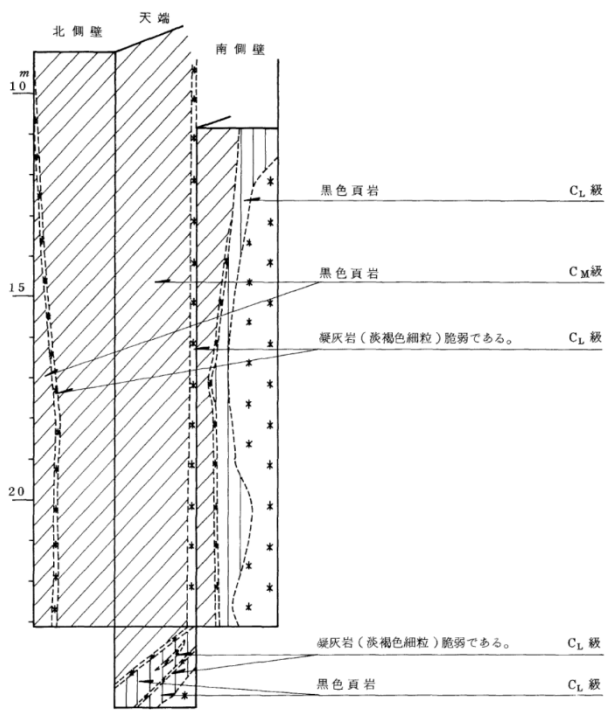 天端
北側壁
南側壁
m
10
黒色頁岩 CL級
黒色頁岩 CM級
15
凝灰岩(淡褐色細粒)脆弱である。 CL級
20
凝灰岩(淡褐色細粒)脆弱である。 CL級
黒色頁岩 CL級